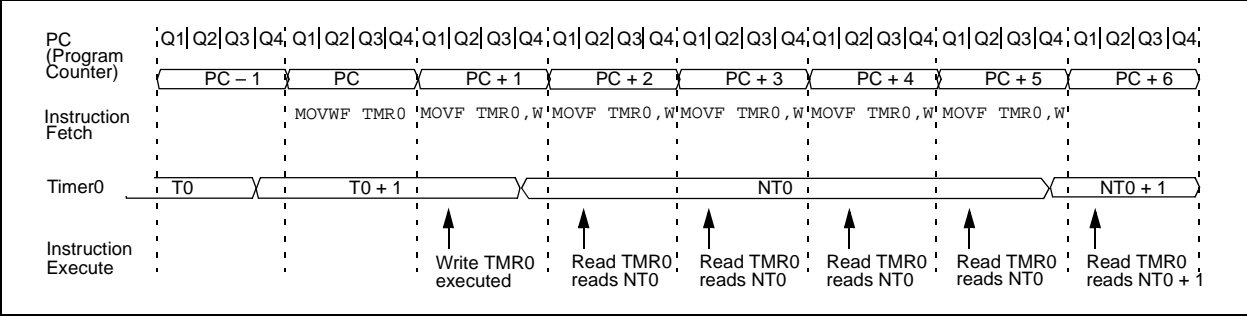 PC (Program Counter)
Q1 Q2 Q3 Q4 Q1 Q2 Q3 Q4 Q1 Q2 Q3 Q4 Q1 Q2 Q3 Q4 Q1 Q2 Q3 Q4 Q1 Q2 Q3 Q4 Q1 Q2 Q3 Q4 Q1 Q2 Q3 Q4
PC – 1 PC PC + 1 PC + 2 PC + 3 PC + 4 PC + 5 PC + 6
Instruction Fetch
MOVWF TMR0 MOVF TMR0,W MOVF TMR0,W MOVF TMR0,W MOVF TMR0,W MOVF TMR0,W
Timer0
T0 T0 + 1 NT0 NT0 + 1
Instruction Execute
Write TMR0 executed
Read TMR0 reads NT0
Read TMR0 reads NT0
Read TMR0 reads NT0
Read TMR0 reads NT0
Read TMR0 reads NT0 + 1